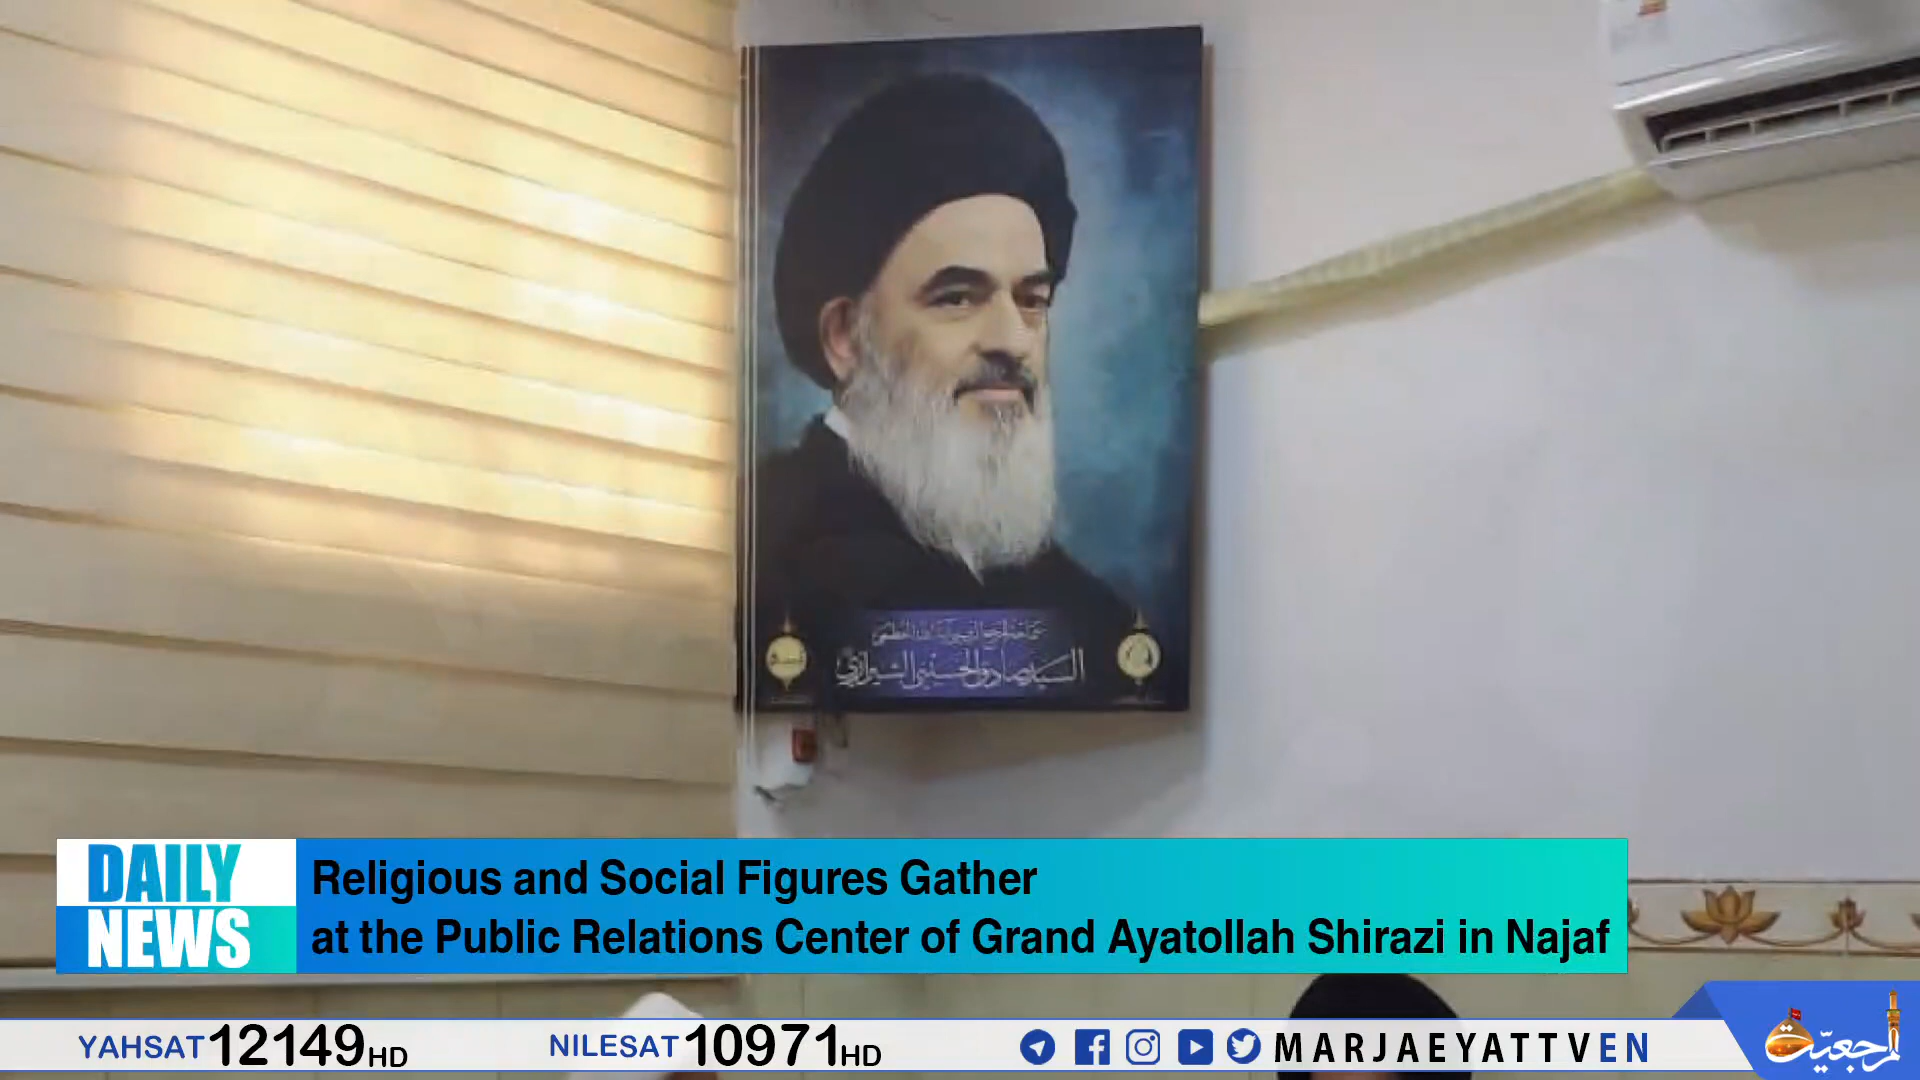 السيد صادق الحسيني الشيرازي
DAILY
NEWS
Religious and Social Figures Gather
at the Public Relations Center of Grand Ayatollah Shirazi in Najaf
YAHSAT 12149 HD
NILESAT 10971 HD
MARJAEYATTVEN
المرجعيّة